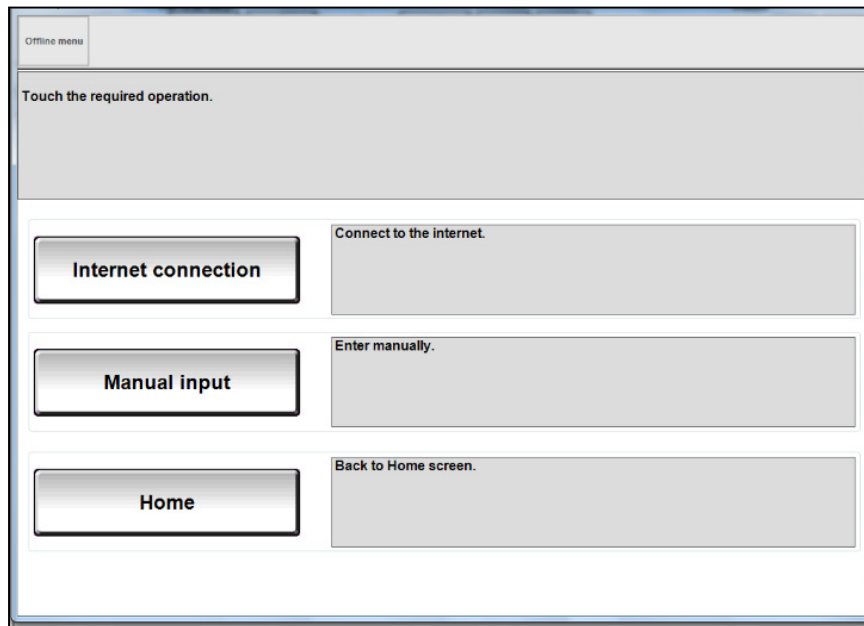 Offline menu
Touch the required operation.
Internet connection
Connect to the internet.
Manual input
Enter manually.
Home
Back to Home screen.